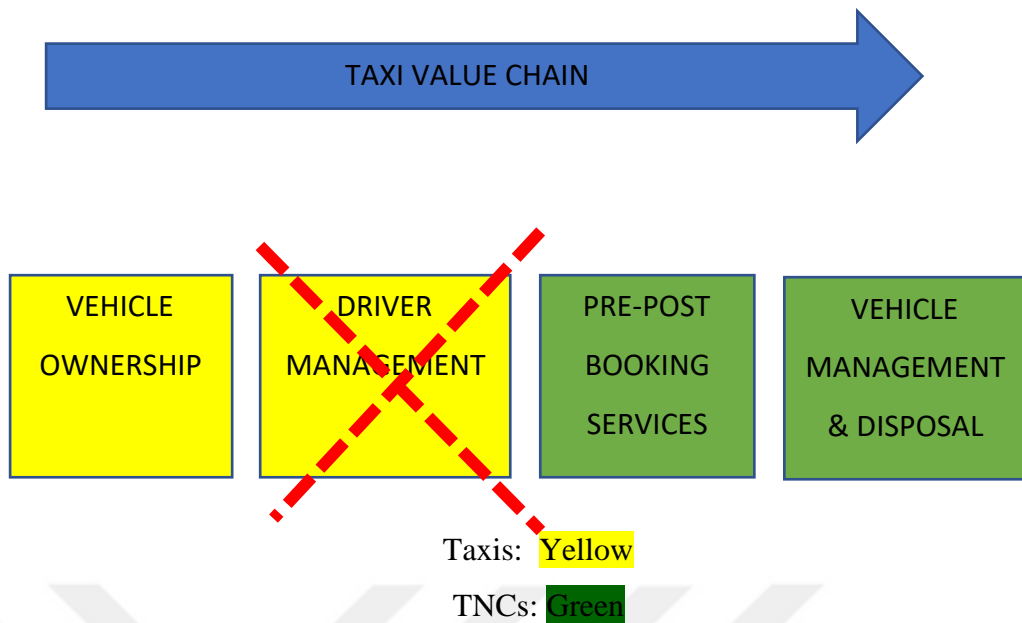 TAXI VALUE CHAIN
VEHICLE
OWNERSHIP
DRIVER
MANAGEMENT
PRE-POST
BOOKING
SERVICES
VEHICLE
MANAGEMENT
& DISPOSAL
Taxis: Yellow
TNCs: Green